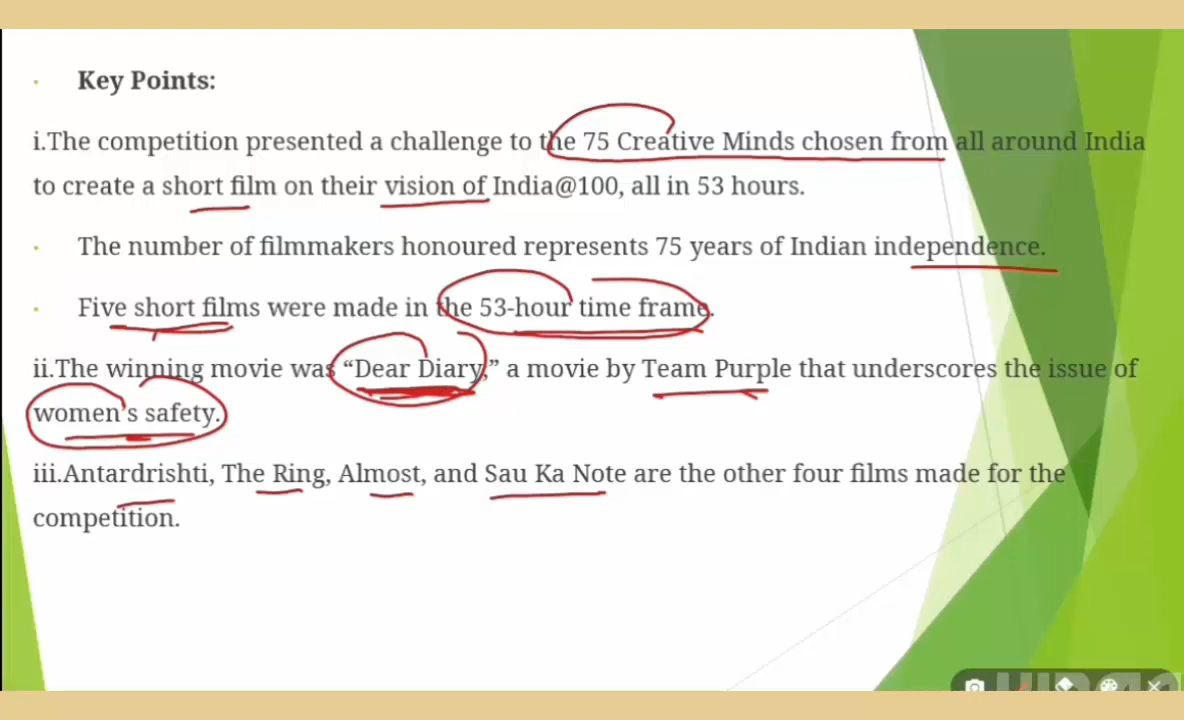 Key Points:
i.The competition presented a challenge to the 75 Creative Minds chosen from all around India
to create a short film on their vision of India@100, all in 53 hours.
The number of filmmakers honoured represents 75 years of Indian independence.
Five short films were made in the 53-hour time frame.
ii.The winning movie was “Dear Diary,” a movie by Team Purple that underscores the issue of
women’s safety.
iii.Antardrishti, The Ring, Almost, and Sau Ka Note are the other four films made for the
competition.